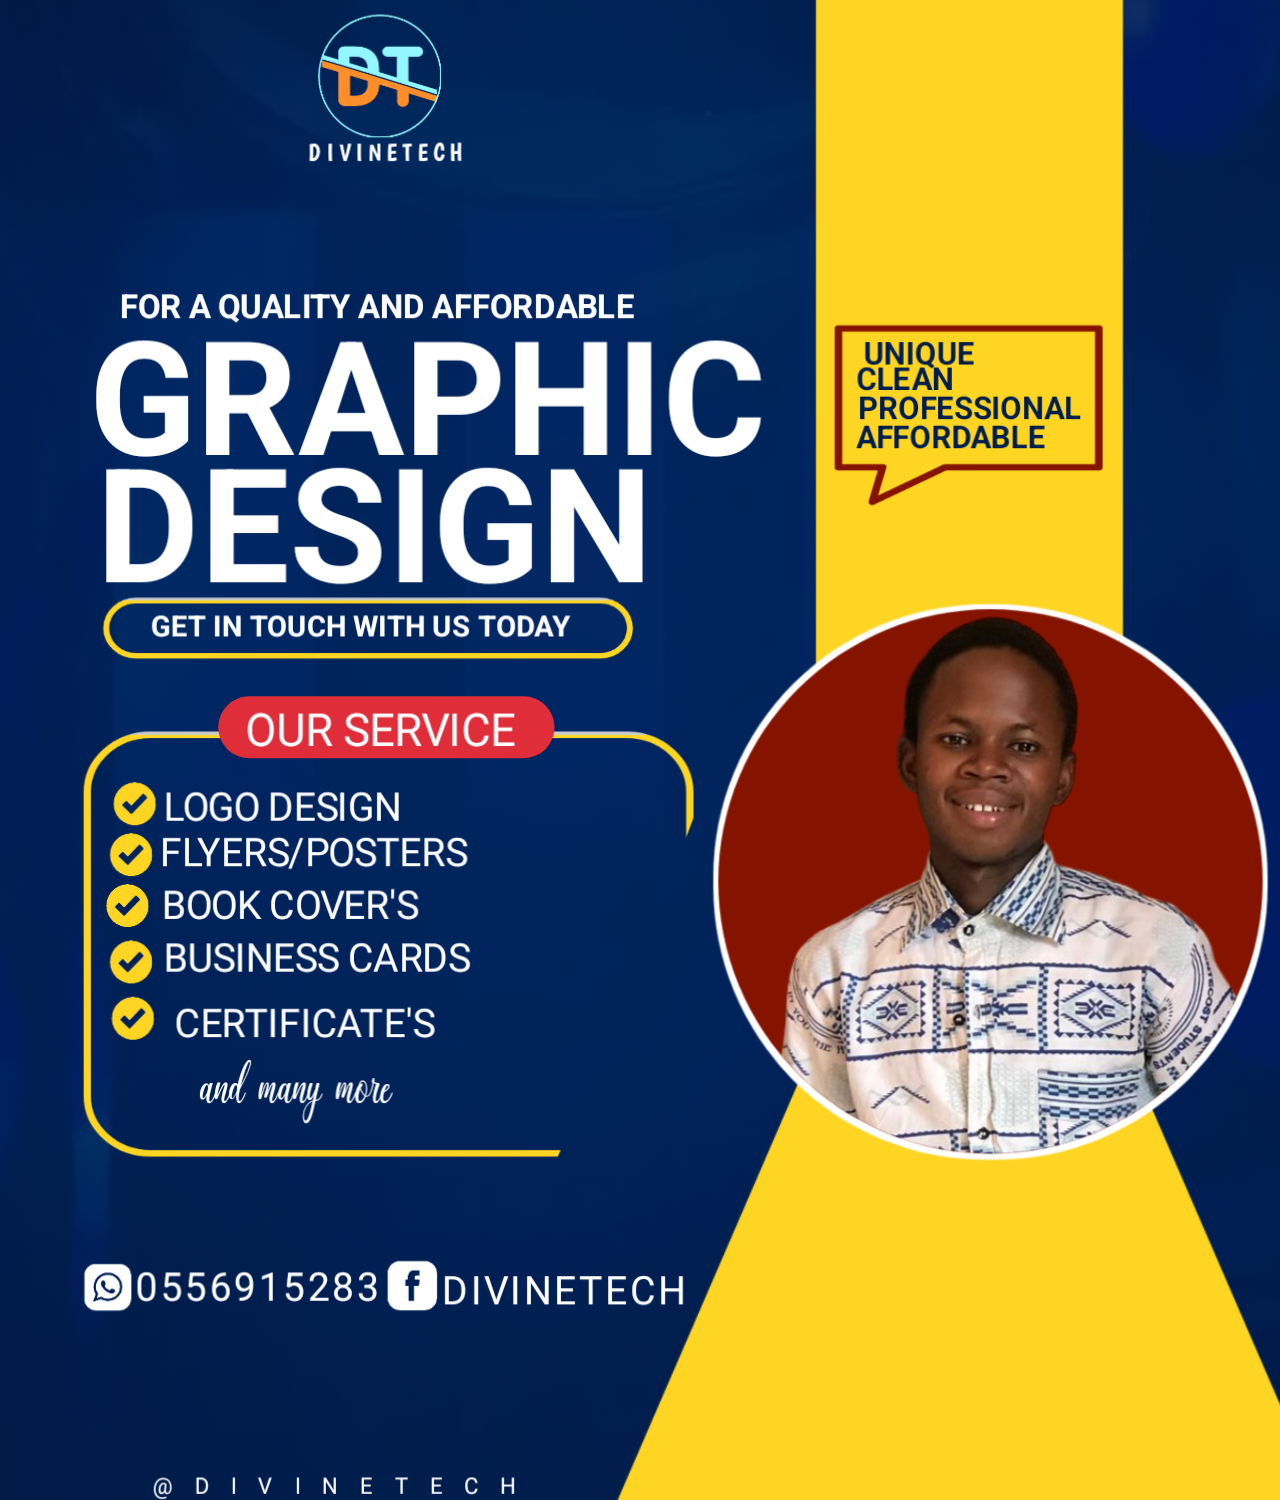 DT
DIVINETECH
FOR A QUALITY AND AFFORDABLE
GRAPHIC
DESIGN
GET IN TOUCH WITH US TODAY
UNIQUE
CLEAN
PROFESSIONAL
AFFORDABLE
OUR SERVICE
LOGO DESIGN
FLYERS/POSTERS
BOOK COVER'S
BUSINESS CARDS
CERTIFICATE'S
and many more
0556915283
DIVINETECH
@DIVINETECH